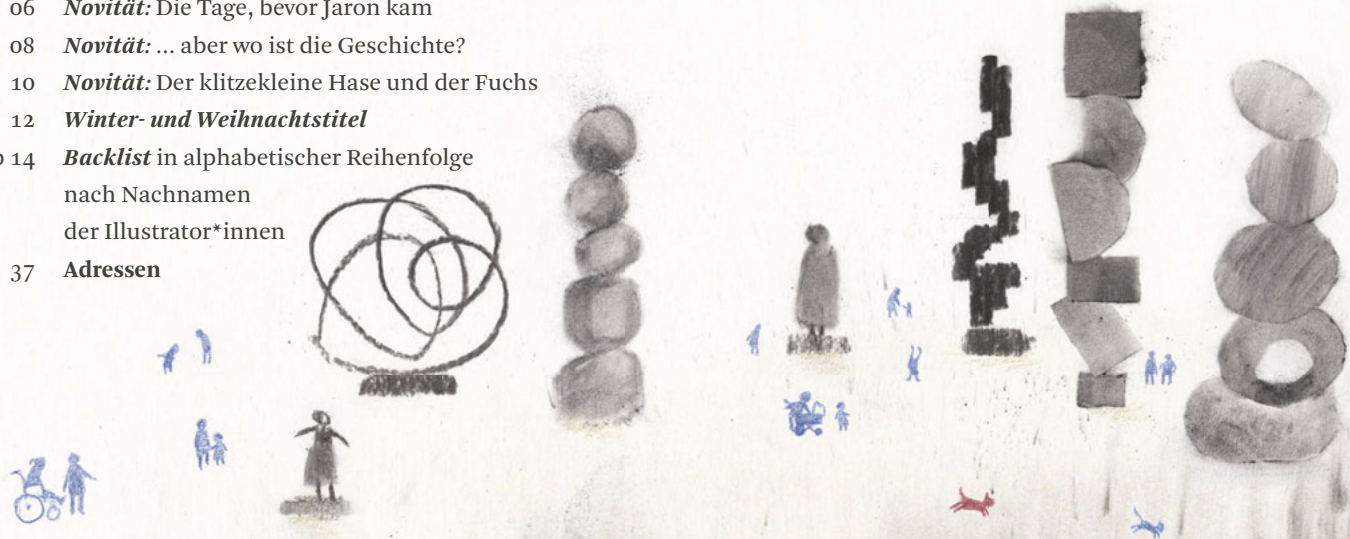 06 Novität: Die Tage, bevor Jaron kam
08 Novität: ... aber wo ist die Geschichte?
10 Novität: Der klitzekleine Hase und der Fuchs
12 Winter- und Weihnachtstitel
14 Backlist in alphabetischer Reihenfolge
nach Nachnamen
der Illustrator*innen
37 Adressen